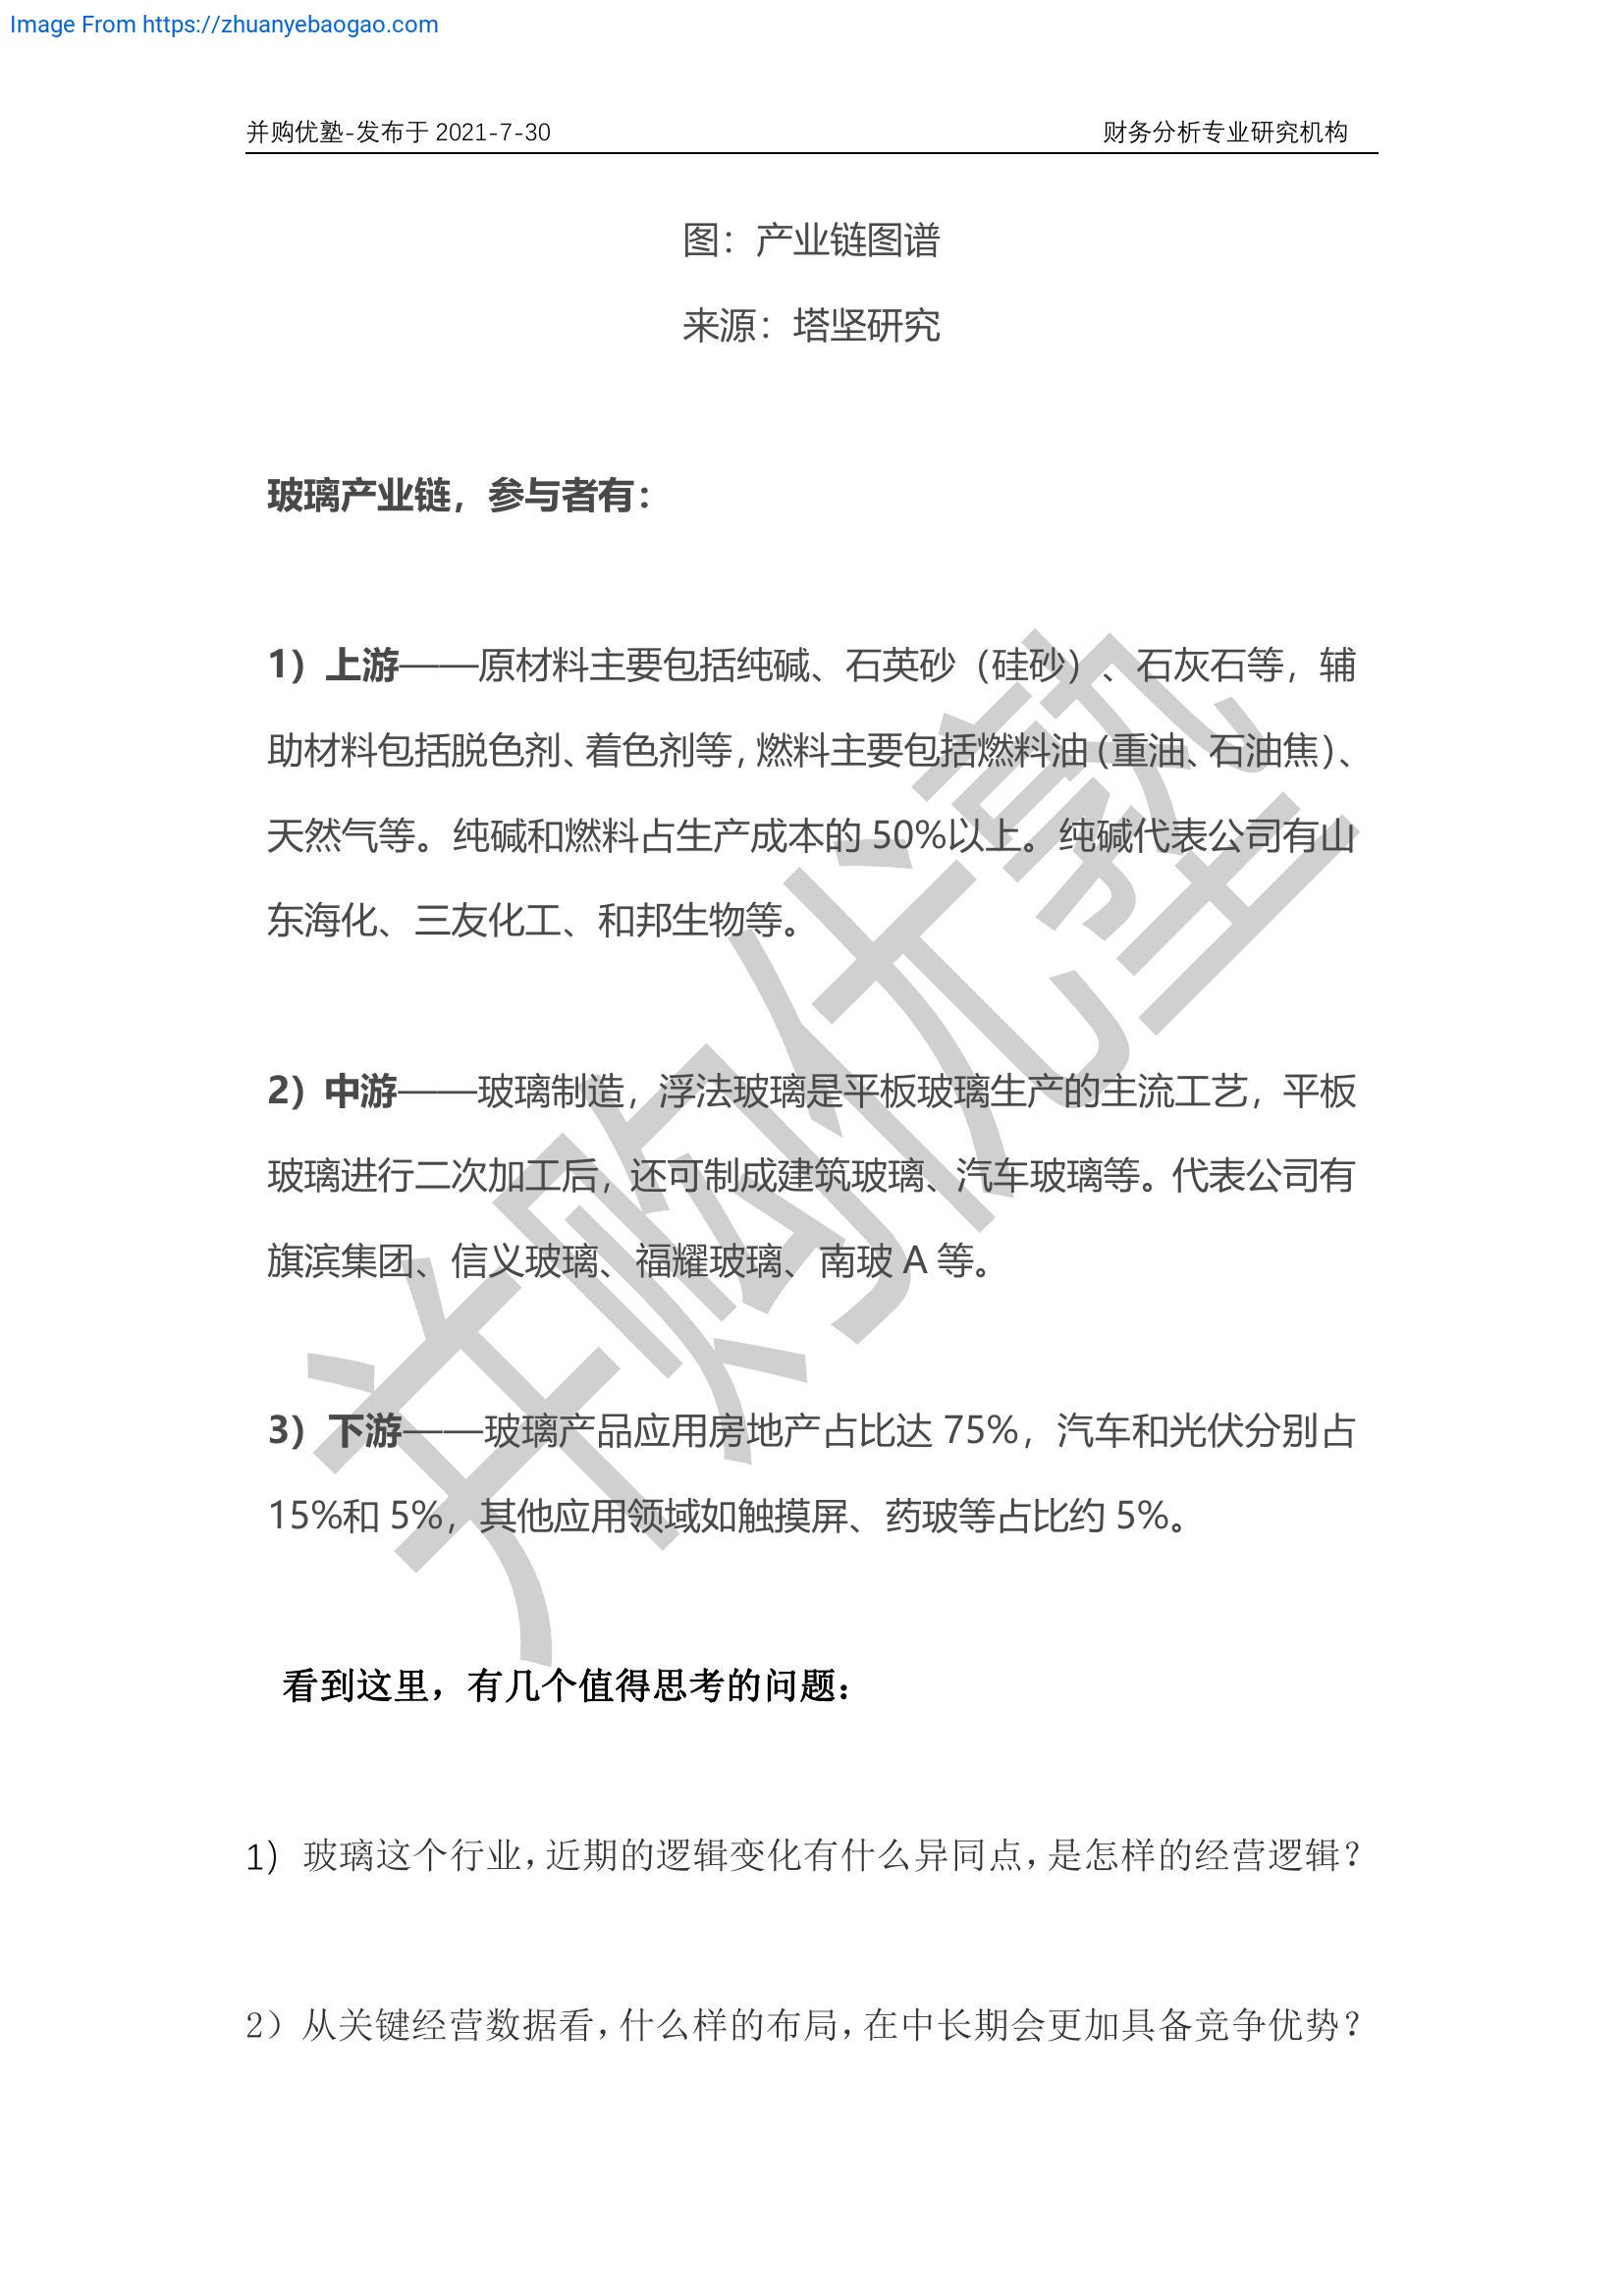 Image From https://zhuanyebaogao.com
并购优塾-发布于 2021-7-30 财务分析专业研究机构
图：产业链图谱
来源：塔坚研究
玻璃产业链，参与者有：
1）上游——原材料主要包括纯碱、石英砂（硅砂）、石灰石等，辅
助材料包括脱色剂、着色剂等，燃料主要包括燃料油（重油、石油焦）、
天然气等。纯碱和燃料占生产成本的 50%以上。纯碱代表公司有山
东海化、三友化工、和邦生物等。
2）中游——玻璃制造，浮法玻璃是平板玻璃生产的主流工艺，平板
玻璃进行二次加工后，还可制成建筑玻璃、汽车玻璃等。代表公司有
旗滨集团、信义玻璃、福耀玻璃、南玻 A 等。
3）下游——玻璃产品应用房地产占比达 75%，汽车和光伏分别占
15%和 5%，其他应用领域如触摸屏、药玻等占比约 5%。
看到这里，有几个值得思考的问题：
1） 玻璃这个行业，近期的逻辑变化有什么异同点，是怎样的经营逻辑？
2）从关键经营数据看，什么样的布局，在中长期会更加具备竞争优势？
并购优塾